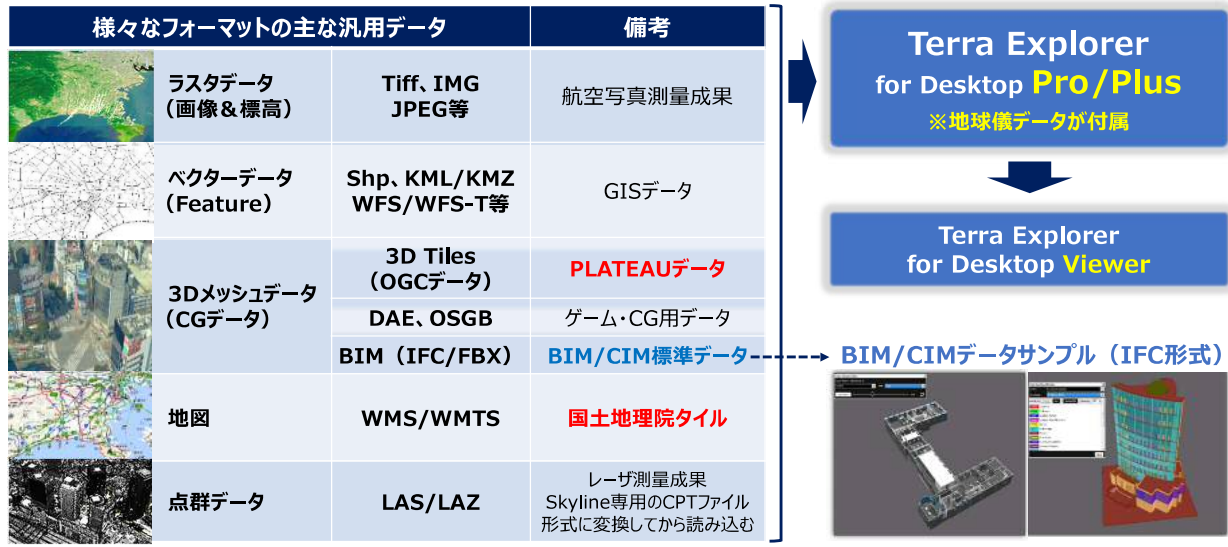 様々なフォーマットの主な汎用データ
備考
ラスタデータ
(画像&標高)
Tiff、IMG
JPEG等
航空写真測量成果
ベクターデータ
(Feature)
Shp、KML/KMZ
WFS/WFS-T等
GISデータ
3Dメッシュデータ
(CGデータ)
3D Tiles
(OGCデータ)
PLATEAUデータ
DAE、OSGB
ゲーム・CG用データ
BIM(IFC/FBX)
BIM/CIM標準データ
地図
WMS/WMTS
国土地理院タイル
点群データ
LAS/LAZ
レーザ測量成果
Skyline専用のCPTファイル
形式に変換してから読み込む
Terra Explorer
for Desktop Pro/Plus
※地球儀データが付属
Terra Explorer
for Desktop Viewer
BIM/CIMデータサンプル(IFC形式)